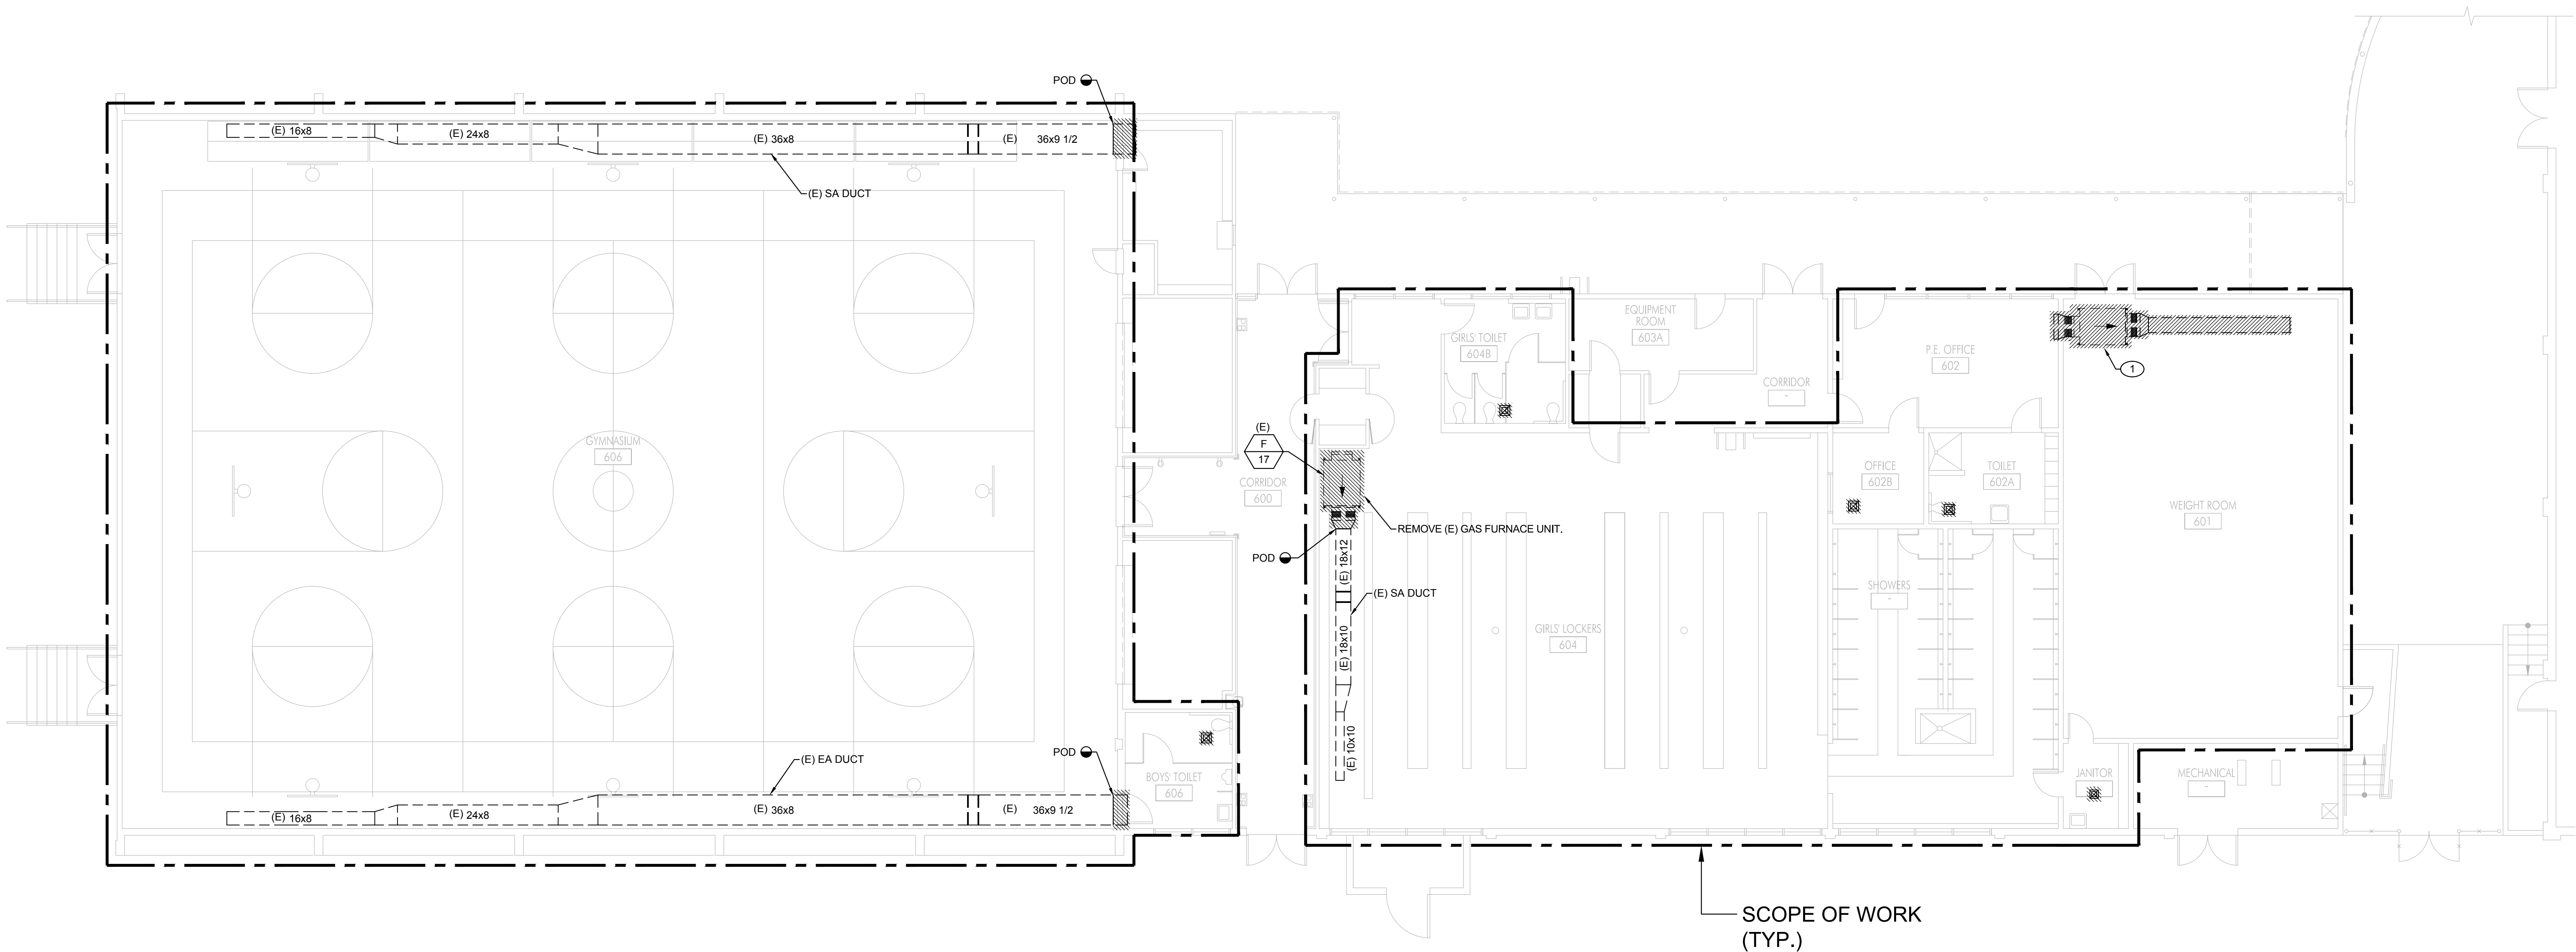 POD
(E) 16x8
(E) 24x8
(E) 36x8
(E) 36x9 1/2
(E) SA DUCT
EQUIPMENT
ROOM
603A
GIRLS' TOILET
604B
P.E. OFFICE
602
1
CORRIDOR
-
(E)
F
17
GYMNASIUM
606
CORRIDOR
600
OFFICE
602B
TOILET
602A
WEIGHT ROOM
601
REMOVE (E) GAS FURNACE UNIT.
POD
(E) 18x12
(E) SA DUCT
SHOWERS
-
(E) 18x10
GIRLS' LOCKERS
604
(E) 10x10
POD
(E) EA DUCT
BOYS' TOILET
606
JANITOR
-
MECHANICAL
-
(E) 16x8
(E) 24x8
(E) 36x8
(E) 36x9 1/2
SCOPE OF WORK
(TYP.)